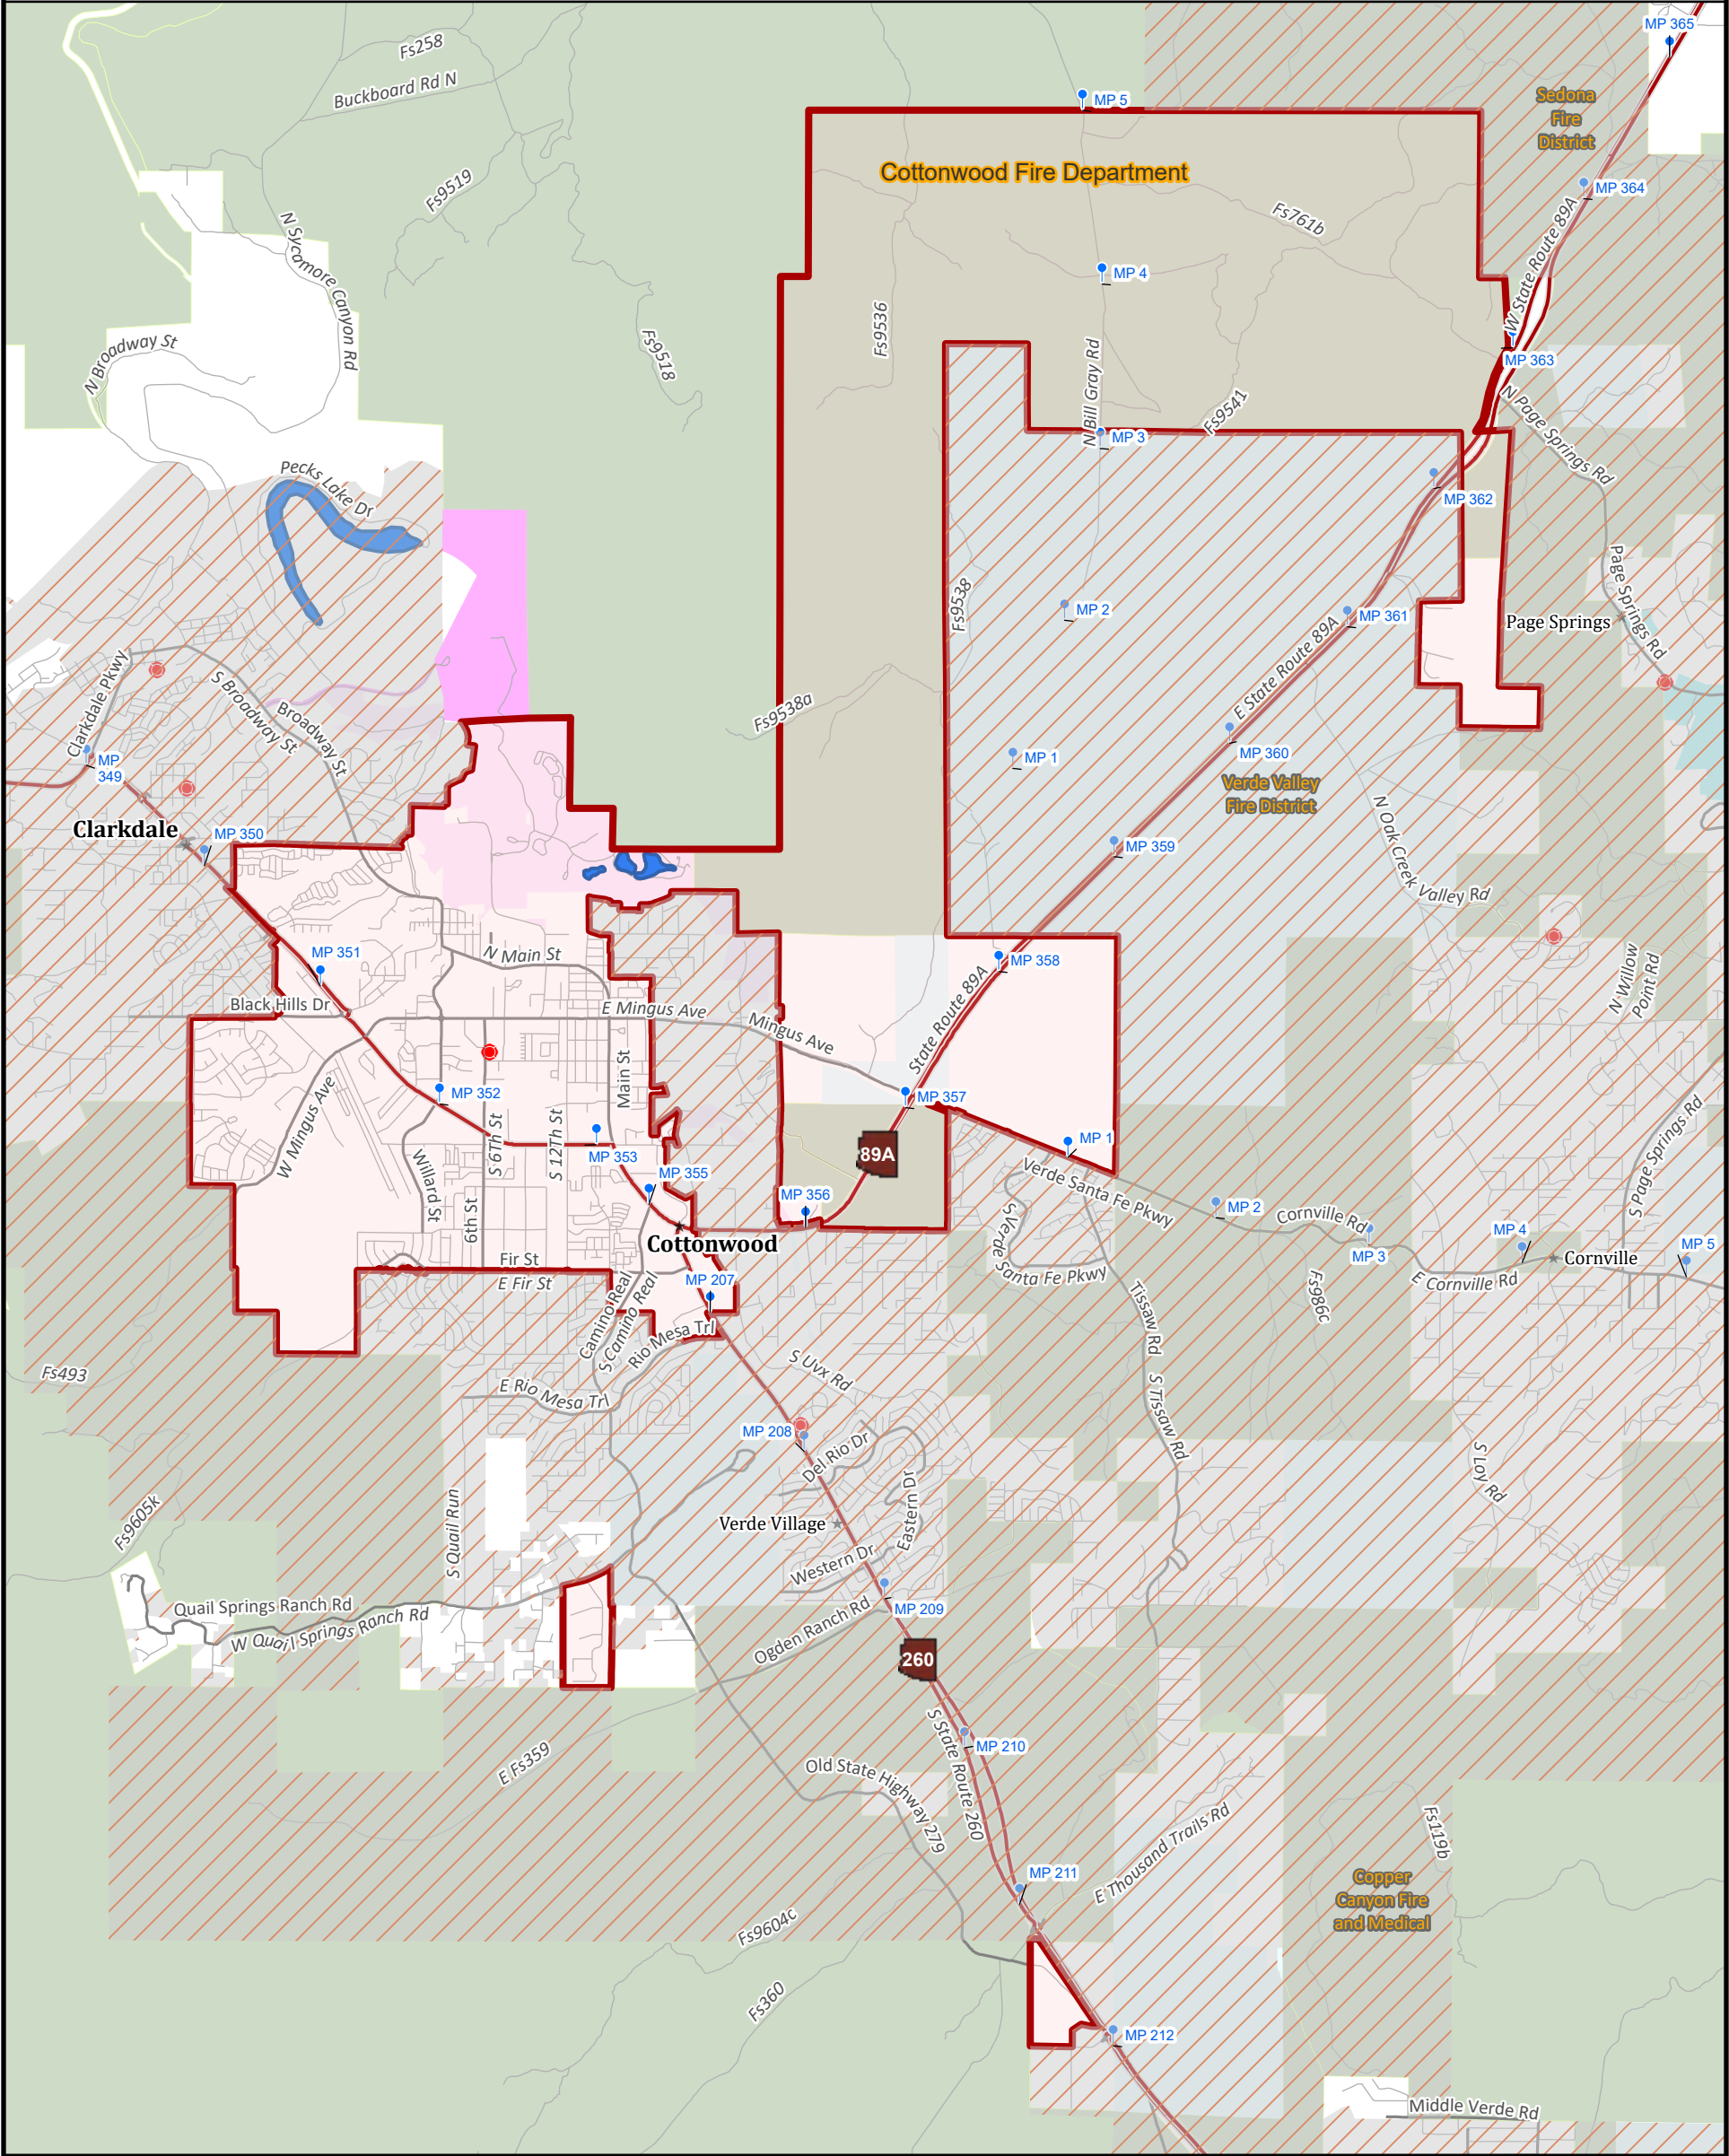 MP 365
Fs258
Buckboard Rd N
Sedona
Fire
District
MP 5
Cottonwood Fire Department
MP 364
Fs9519
Fs761b
N Sycamore Canyon Rd
W State Route 89A
MP 4
Fs9536
Fs9518
N Broadway St
MP 363
N Bill Gray Rd
Fs9541
N Page Springs Rd
MP 3
Pecks Lake Dr
MP 362
Page Springs Rd
Fs9538
MP 2
MP 361
Page Springs
E State Route 89A
Clarkdale Pkwy
S Broadway St
Broadway St
Fs9538a
MP
349
MP 1
MP 360
Verde Valley
Fire District
Clarkdale
MP 350
MP 359
N Oak Creek Valley Rd
MP 351
N Main St
MP 358
State Route 89A
N Willow
Point Rd
Black Hills Dr
E Mingus Ave
Mingus Ave
Main St
MP 352
W Mingus Ave
MP 357
S 6Th St
S 12Th St
MP 353
89A
MP 1
Willard St
MP 355
Verde Santa Fe Pkwy
S Page Springs Rd
MP 356
6th St
MP 2
Cornville Rd
MP 4
MP 5
Cottonwood
S Verde
Santa Fe Pkwy
MP 3
Cornville
Fir St
E Fir St
MP 207
E Cornville Rd
Camino Real
S Camino Real
Rio Mesa Trl
Tissaw Rd
Fs986c
Fs493
S Uvx Rd
E Rio Mesa Trl
S Tissaw Rd
MP 208
Del Rio Dr
S Loy Rd
Fs9605k
S Quail Run
Verde Village
Eastern Dr
Western Dr
Quail Springs Ranch Rd
W Quail Springs Ranch Rd
MP 209
Ogden Ranch Rd
260
S State Route 260
MP 210
E Fs359
Old State Highway 279
E Thousand Trails Rd
Fs119b
MP 211
Copper
Canyon Fire
and Medical
Fs9604c
Fs360
MP 212
Middle Verde Rd